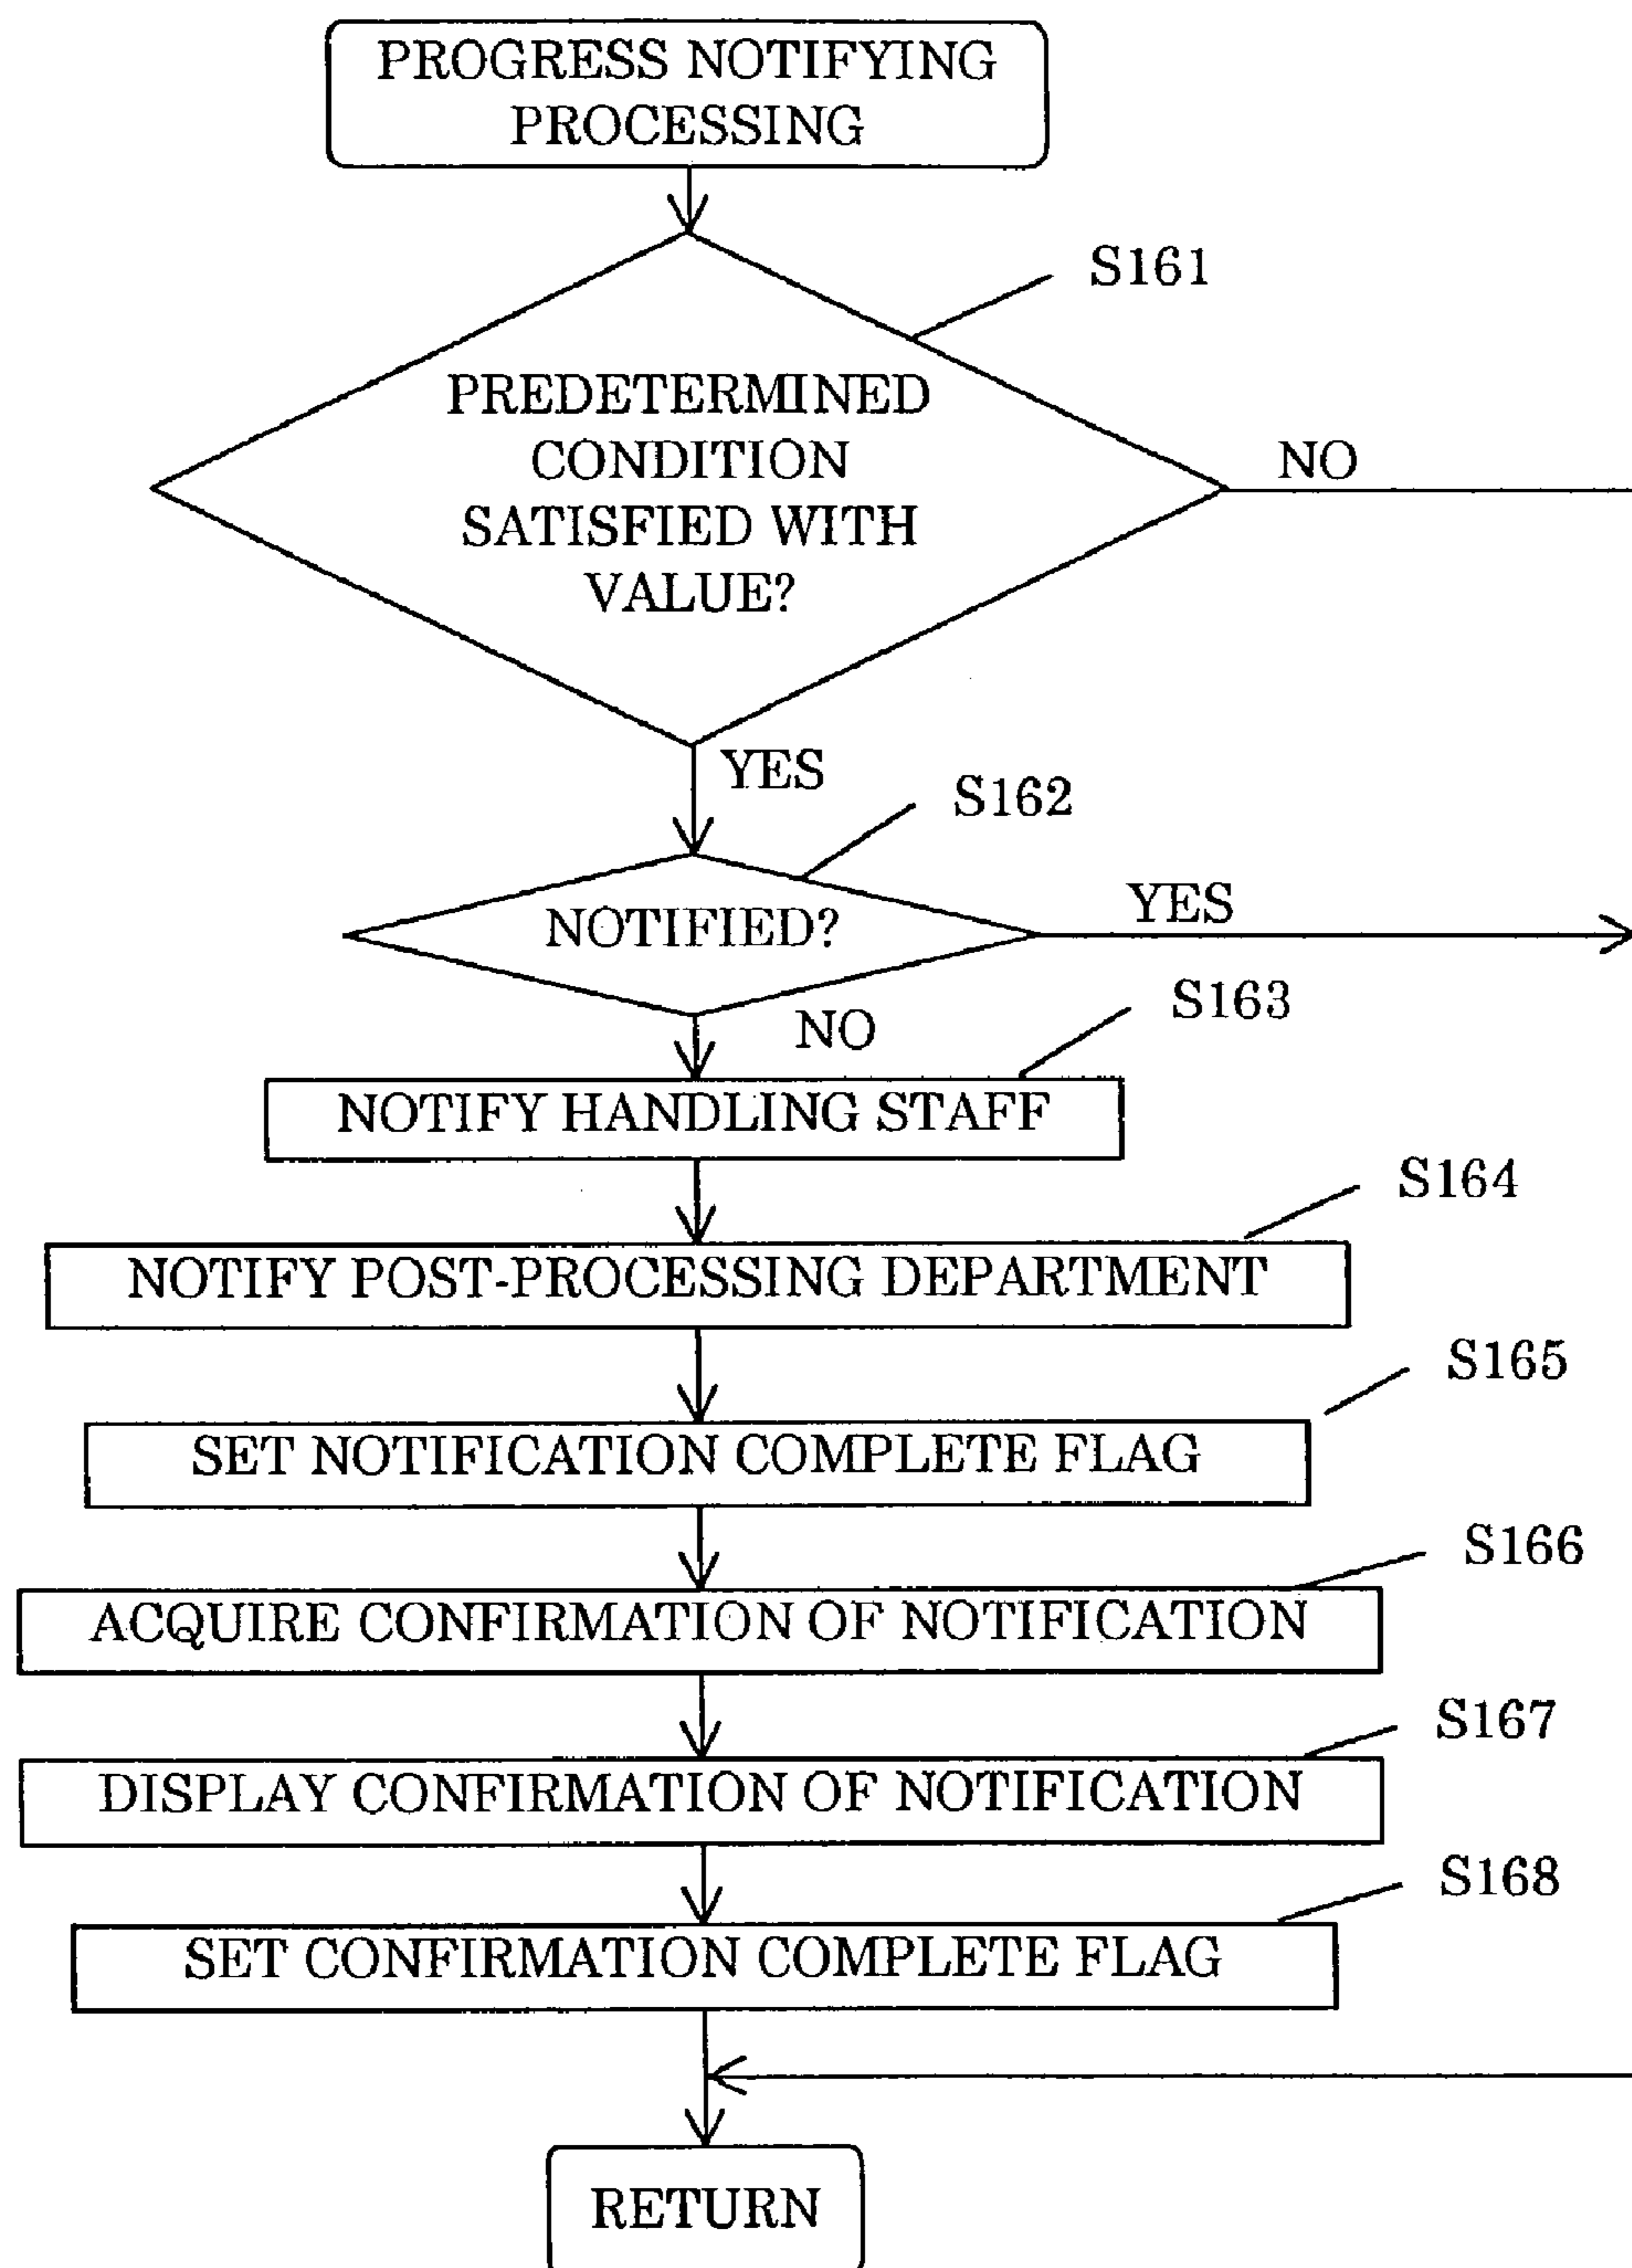 PROGRESS NOTIFYING
PROCESSING
S161
PREDETERMINED
CONDITION
SATISFIED WITH
VALUE?
NO
YES
S162
NOTIFIED?
YES
NO
S163
NOTIFY HANDLING STAFF
S164
NOTIFY POST-PROCESSING DEPARTMENT
S165
SET NOTIFICATION COMPLETE FLAG
S166
ACQUIRE CONFIRMATION OF NOTIFICATION
S167
DISPLAY CONFIRMATION OF NOTIFICATION
S168
SET CONFIRMATION COMPLETE FLAG
RETURN